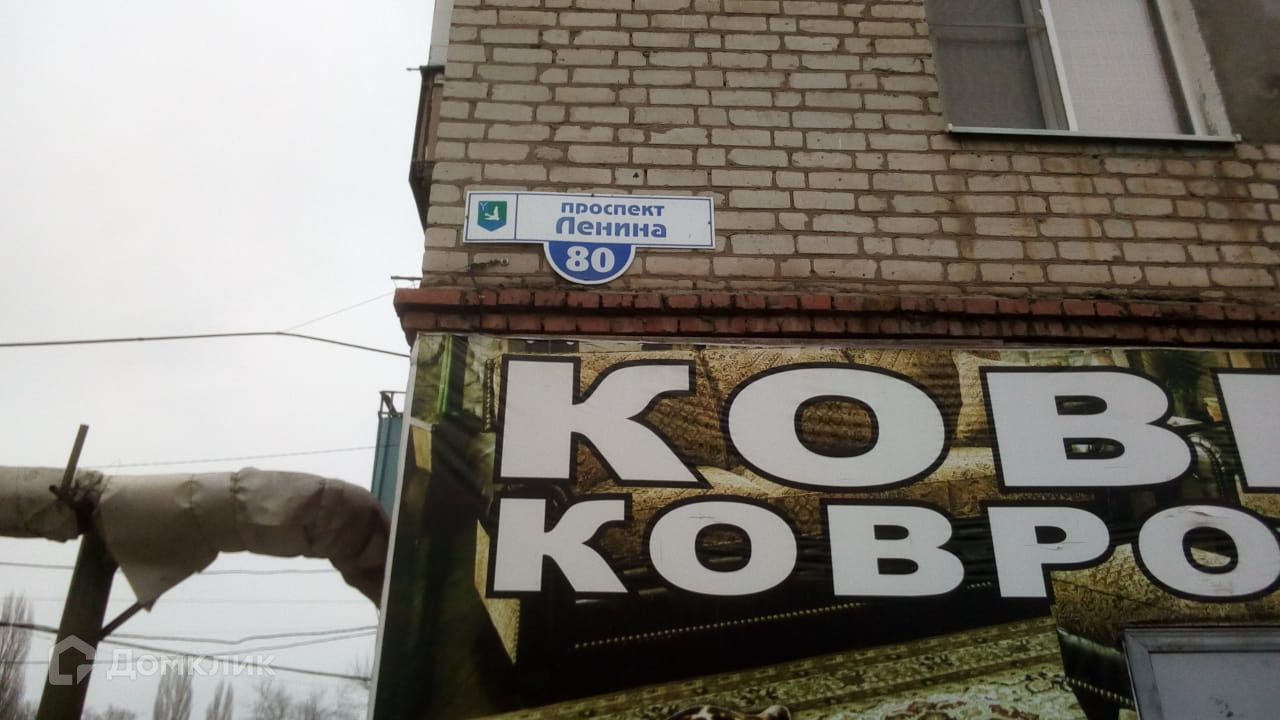 проспект
Ленина
80
КОВ
КОВРО
Домклик